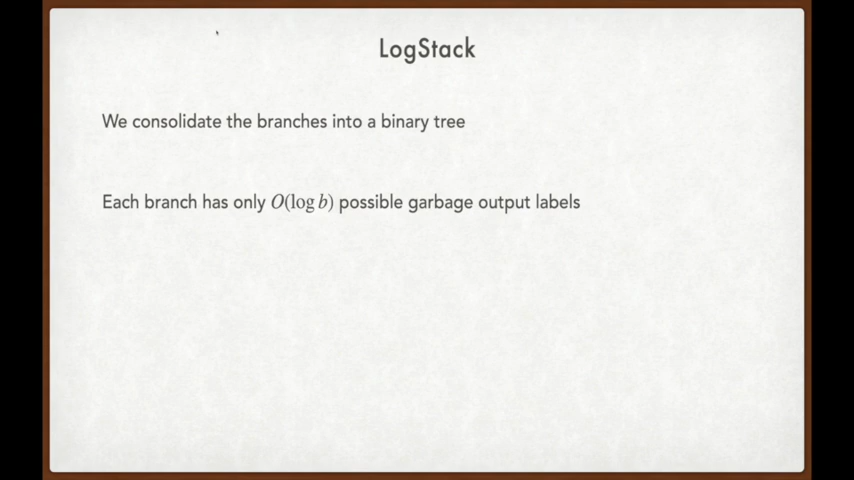 LogStack
We consolidate the branches into a binary tree
Each branch has only O(log b) possible garbage output labels